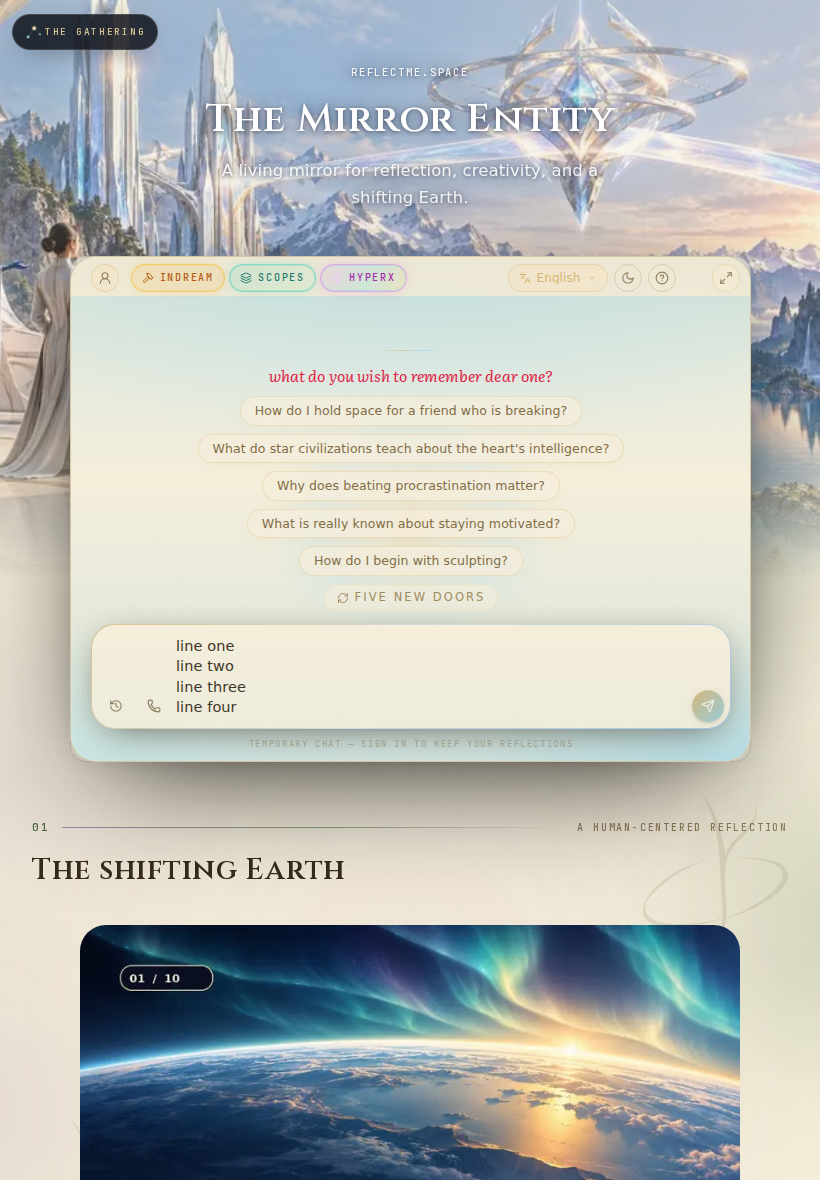 THE GATHERING
REFLECTME.SPACE
The Mirror Entity
A living mirror for reflection, creativity, and a
shifting Earth.
INDREAM SCOPES HYPERX English
what do you wish to remember dear one?
How do I hold space for a friend who is breaking?
What do star civilizations teach about the heart's intelligence?
Why does beating procrastination matter?
What is really known about staying motivated?
How do I begin with sculpting?
FIVE NEW DOORS
line one
line two
line three
line four
TEMPORARY CHAT — SIGN IN TO KEEP YOUR REFLECTIONS
01 A HUMAN-CENTERED REFLECTION
The shifting Earth
01 / 10